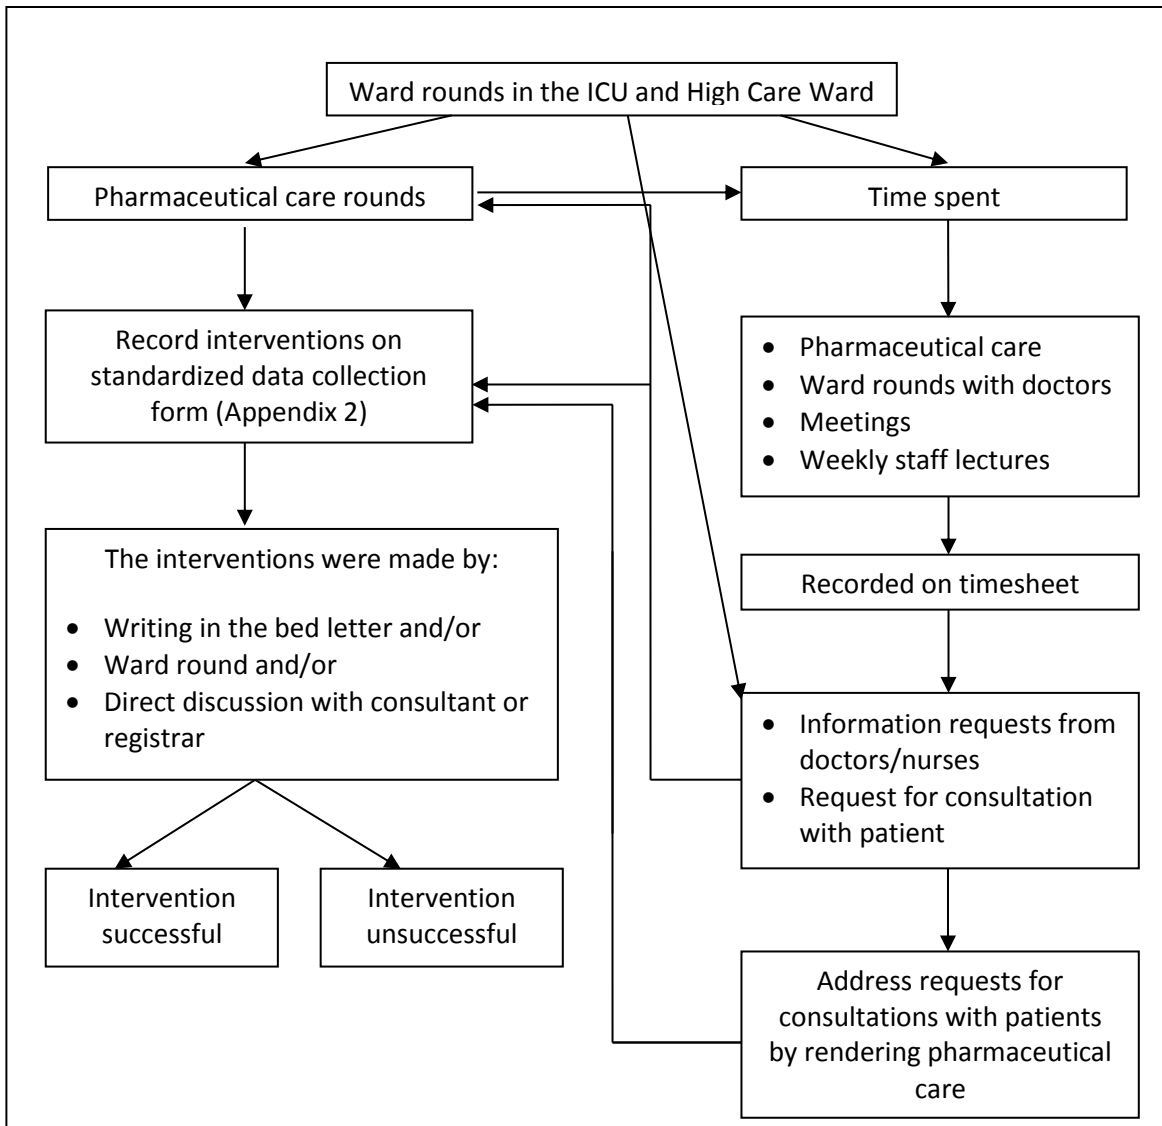 Ward rounds in the ICU and High Care Ward
Pharmaceutical care rounds
Time spent
Record interventions on
standardized data collection
form (Appendix 2)
• Pharmaceutical care
• Ward rounds with doctors
• Meetings
• Weekly staff lectures
The interventions were made by:
• Writing in the bed letter and/or
• Ward round and/or
• Direct discussion with consultant or
registrar
Recorded on timesheet
• Information requests from
doctors/nurses
• Request for consultation
with patient
Intervention
successful
Intervention
unsuccessful
Address requests for
consultations with patients
by rendering pharmaceutical
care